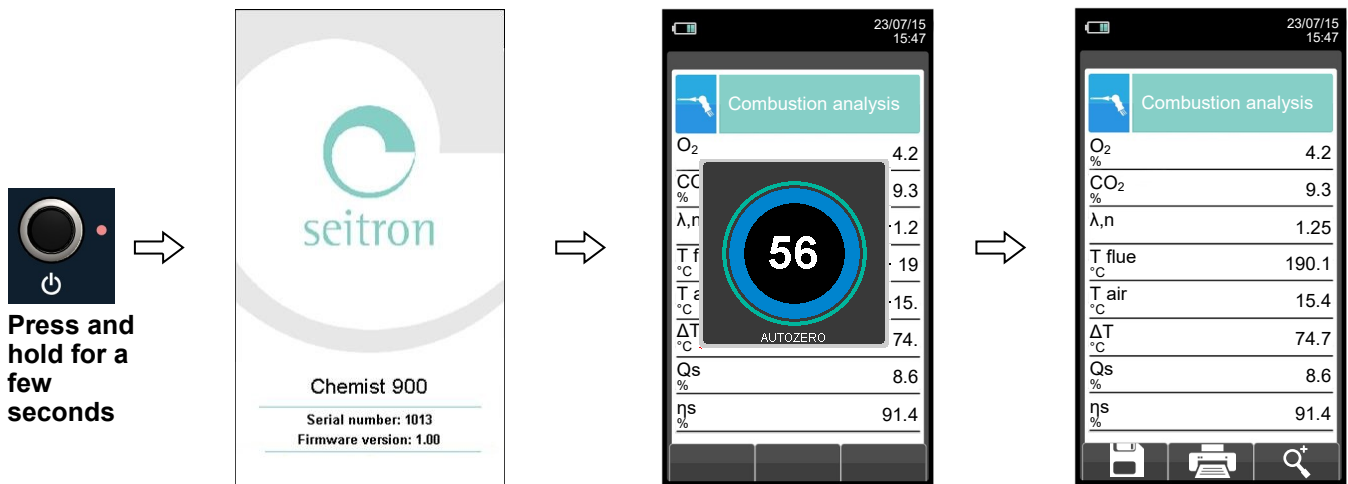 Press and
hold for a
few
seconds
seitron
Chemist 900
Serial number: 1013
Firmware version: 1.00
23/07/15
15:47
Combustion analysis
O₂ 4.2
CO
% 9.3
λ,n 1.2
56
T f 19
°C
T a 15.
°C
AUTOZERO
ΔT 74.
°C
Qs 8.6
%
ηs 91.4
%
23/07/15
15:47
Combustion analysis
O₂ 4.2
%
CO₂ 9.3
%
λ,n 1.25
T flue 190.1
°C
T air 15.4
°C
ΔT 74.7
°C
Qs 8.6
%
ηs 91.4
%